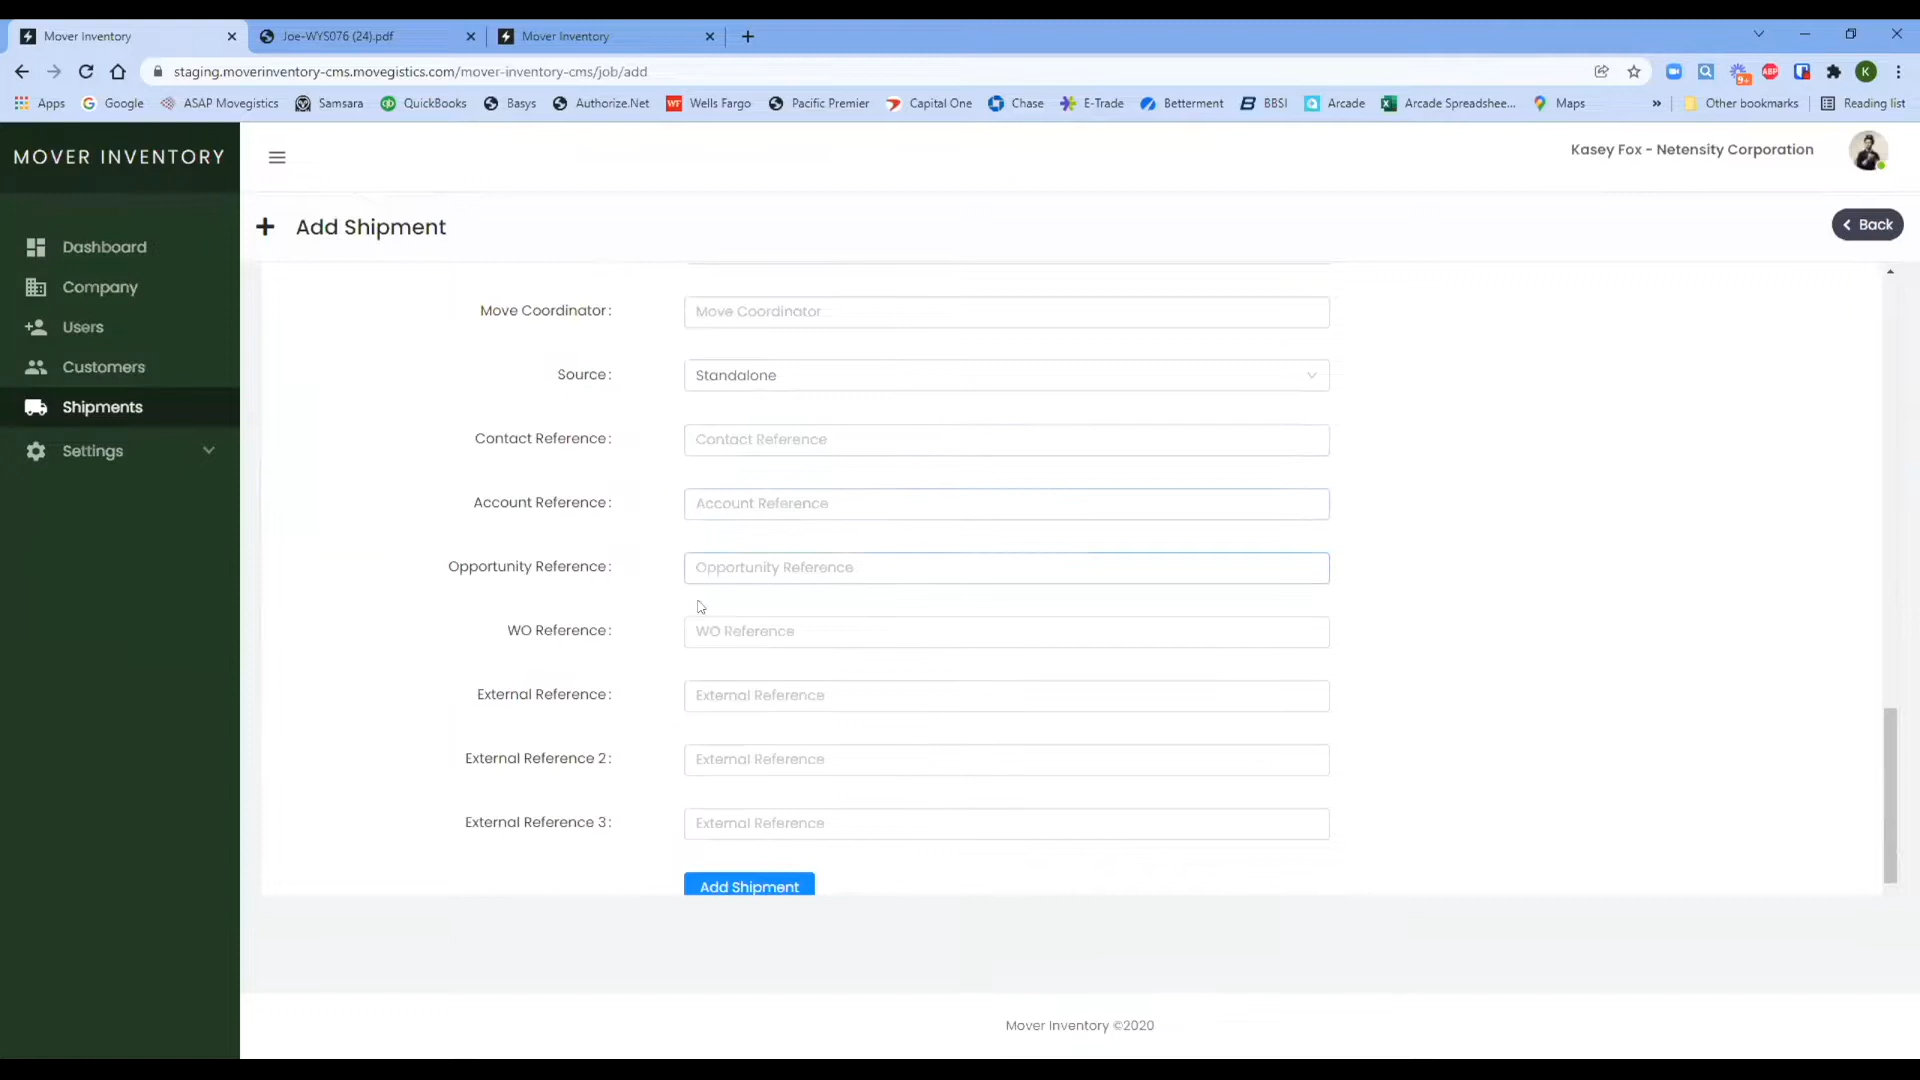 Mover Inventory
Joe-WYS076 (24).pdf
Mover Inventory
staging.moverinventory-cms.movegistics.com/mover-inventory-cms/job/add
9+
ABP
K
Apps
Google
ASAP Movegistics
Samsara
QuickBooks
Basys
Authorize.Net
WF
Wells Fargo
Pacific Premier
Capital One
Chase
E-Trade
Betterment
BBSI
Arcade
Arcade Spreadshee...
Maps
»
Other bookmarks
Reading list
MOVER INVENTORY
Kasey Fox - Netensity Corporation
Add Shipment
Back
Dashboard
Company
Users
Customers
Shipments
Settings
Move Coordinator:
Move Coordinator
Source:
Standalone
Contact Reference:
Contact Reference
Account Reference:
Account Reference
Opportunity Reference:
Opportunity Reference
WO Reference:
WO Reference
External Reference:
External Reference
External Reference 2:
External Reference
External Reference 3:
External Reference
Add Shipment
Mover Inventory ©2020